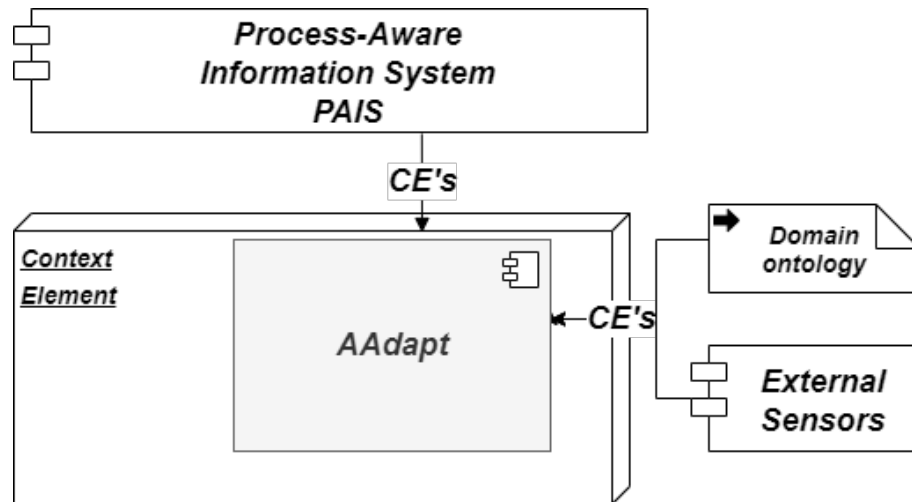 Process-Aware
Information System
PAIS
CE's
Context
Element
AAdapt
CE's
Domain
ontology
External
Sensors